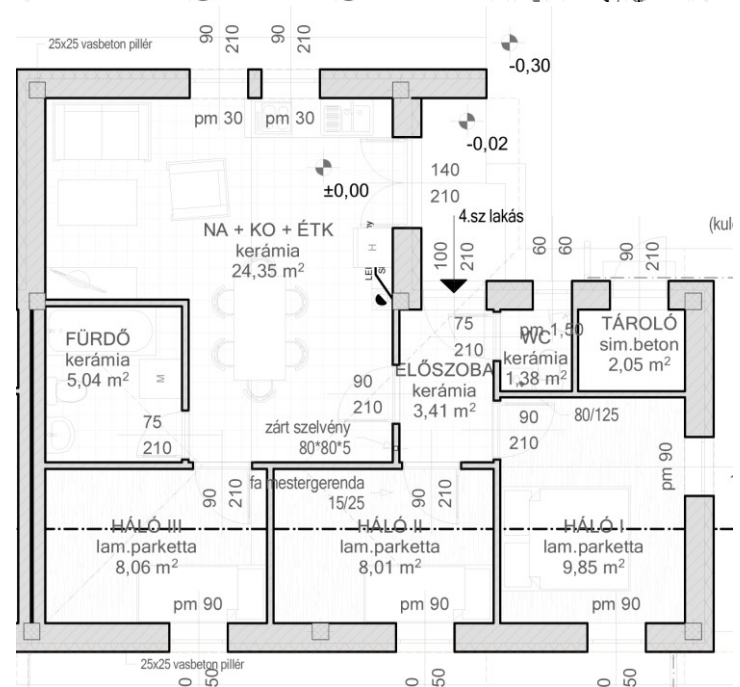 25x25 vasbeton pillér
90
210
90
210
-0,30
pm 30
pm 30
-0,02
±0,00
140
210
4.sz lakás
NA + KO + ÉTK
kerámia
24,35 m²
H
100
210
60
60
90
210
(kul
FÜRDŐ
kerámia
5,04 m²
M
75
210
75
210
ELŐSZOBA
kerámia
3,41 m²
pm 1,50
WC
kerámia
1,38 m²
TÁROLÓ
sim.beton
2,05 m²
90
210
90
210
80/125
zárt szelvény
80*80*5
pm 90
fa mestergerenda
15/25
90
210
90
210
HÁLÓ III
lam.parketta
8,06 m²
HÁLÓ II
lam.parketta
8,01 m²
HÁLÓ I
lam.parketta
9,85 m²
pm 90
pm 90
pm 90
25x25 vasbeton pillér